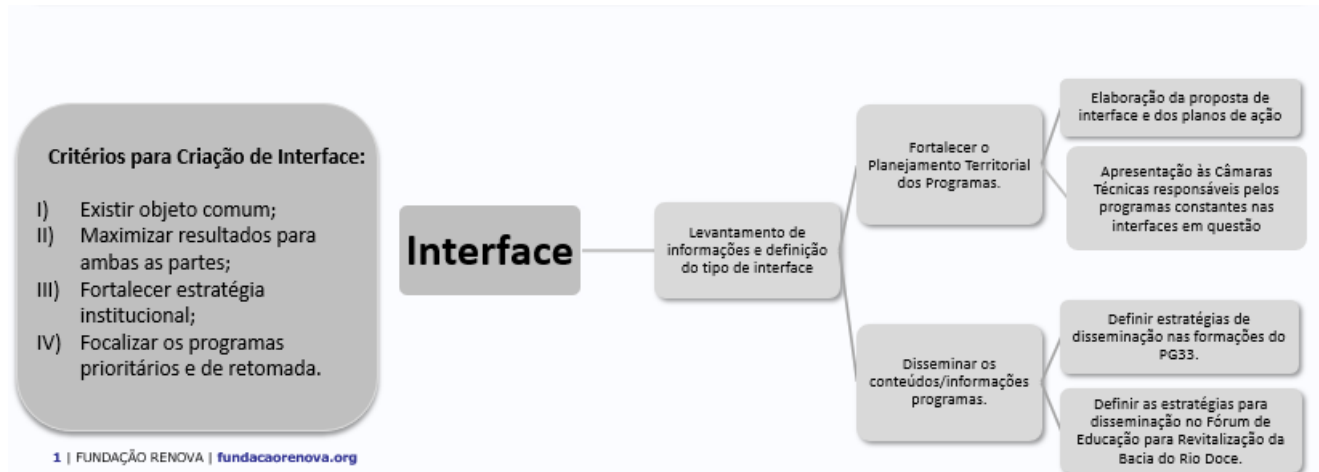 Critérios para Criação de Interface:
I) Existir objeto comum;
II) Maximizar resultados para
ambas as partes;
III) Fortalecer estratégia
institucional;
IV) Focalizar os programas
prioritários e de retomada.
Interface
Levantamento de
informações e definição
do tipo de interface
Fortalecer o
Planejamento Territorial
dos Programas.
Elaboração da proposta de
interface e dos planos de ação
Apresentação às Câmaras
Técnicas responsáveis pelos
programas constantes nas
interfaces em questão
Disseminar os
conteúdos/informações
programas.
Definir estratégias de
disseminação nas formações do
PG33.
Definir as estratégias para
disseminação no Fórum de
Educação para Revitalização da
Bacia do Rio Doce.
1 | FUNDAÇÃO RENOVA | fundacaorenova.org